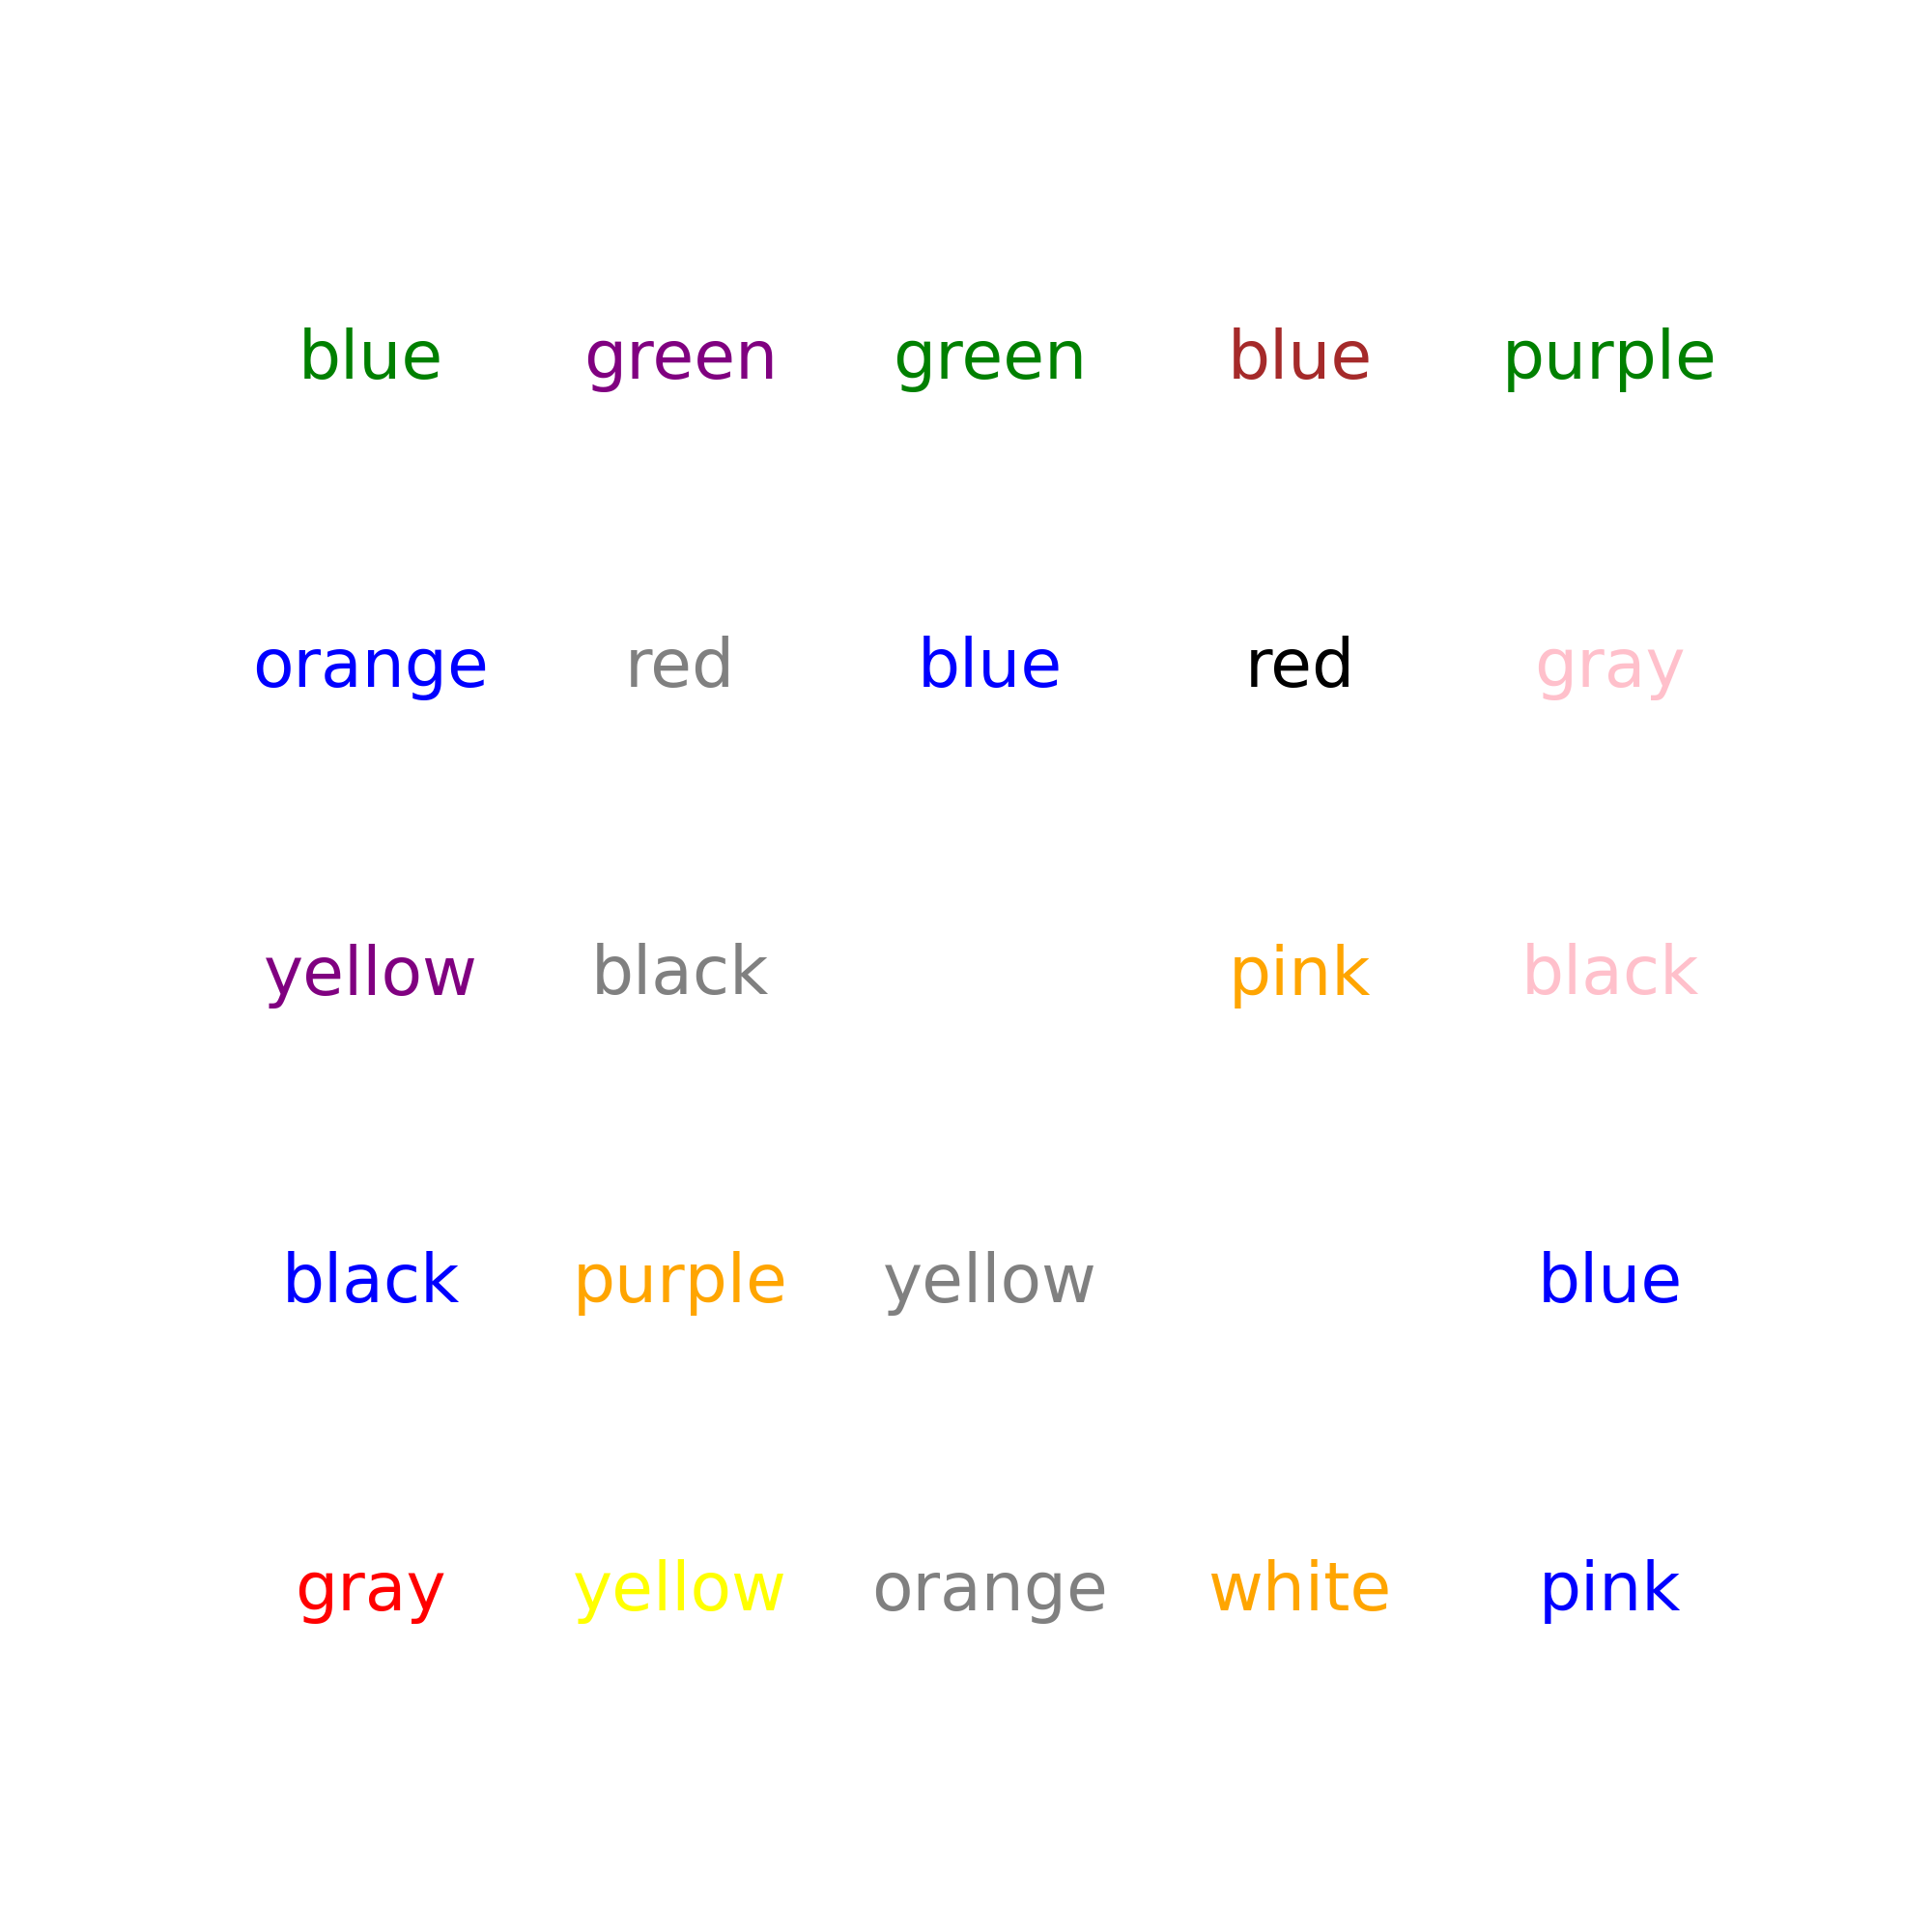 blue green green blue purple
orange red blue red gray
yellow black pink black
black purple yellow blue
gray yellow orange white pink